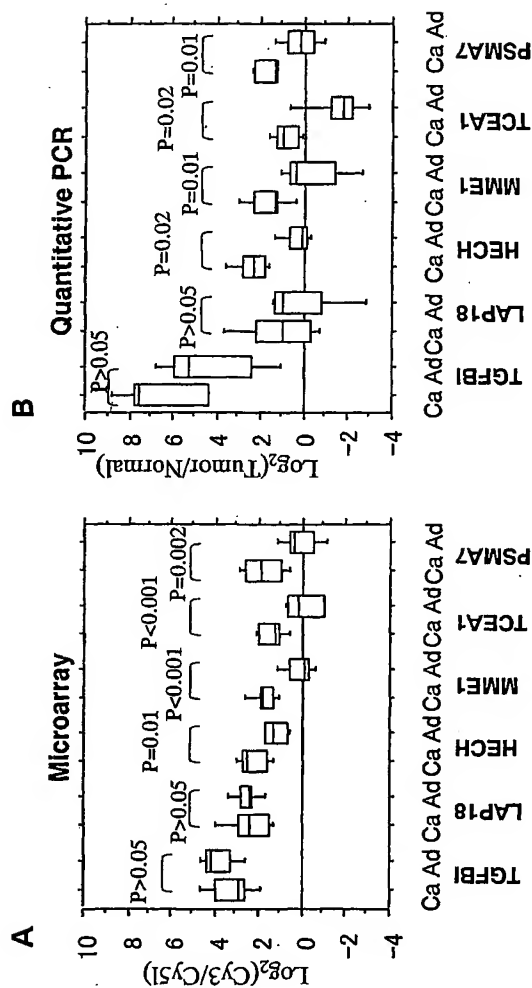 A
Microarray
10
8
6
4
2
0
-2
-4
Log2(Cy3/Cy5l)
P>0.05
P>0.05
P=0.01
P<0.001
P<0.001
P=0.002
Ca Ad Ca Ad Ca Ad Ca Ad Ca Ad Ca Ad
TGFBI
LAP18
HECH
MME1
TCEA1
PSMA7
B
Quantitative PCR
10
8
6
4
2
0
-2
-4
Log2(Tumor/Normal)
P>0.05
P>0.05
P=0.02
P=0.01
P=0.02
P=0.01
Ca Ad Ca Ad Ca Ad Ca Ad Ca Ad Ca Ad
TGFBI
LAP18
HECH
MME1
TCEA1
PSMA7